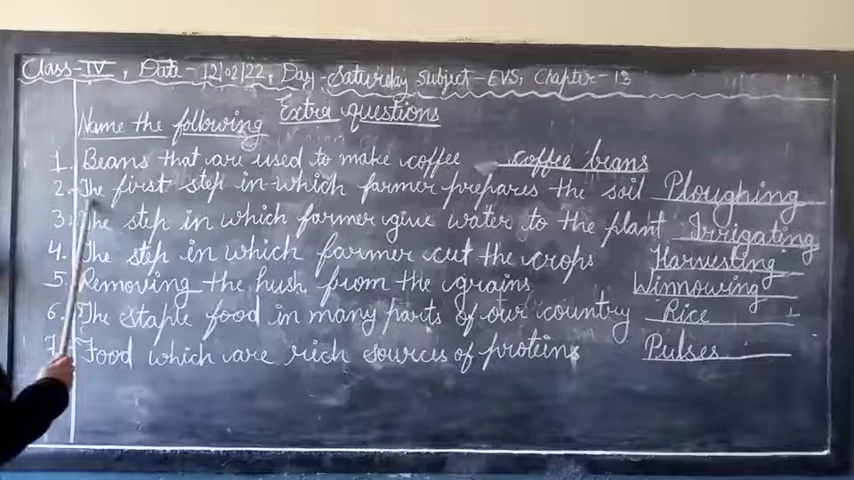 Class-IV, Date-12/02/22, Day-Saturday Subject-EVS, Chapter-13
Extra questions
Name the following
1. Beans that are used to make coffee coffee beans
2. The first step in which farmer prepares the soil Ploughing
3. The step in which farmer give water to the plant Irrigating
4. The step in which farmer cut the crops Harvesting
5. Removing the husk from the grains Winnowing
6. The staple food in many parts of our country Rice
7. Food which are rich sources of proteins Pulses